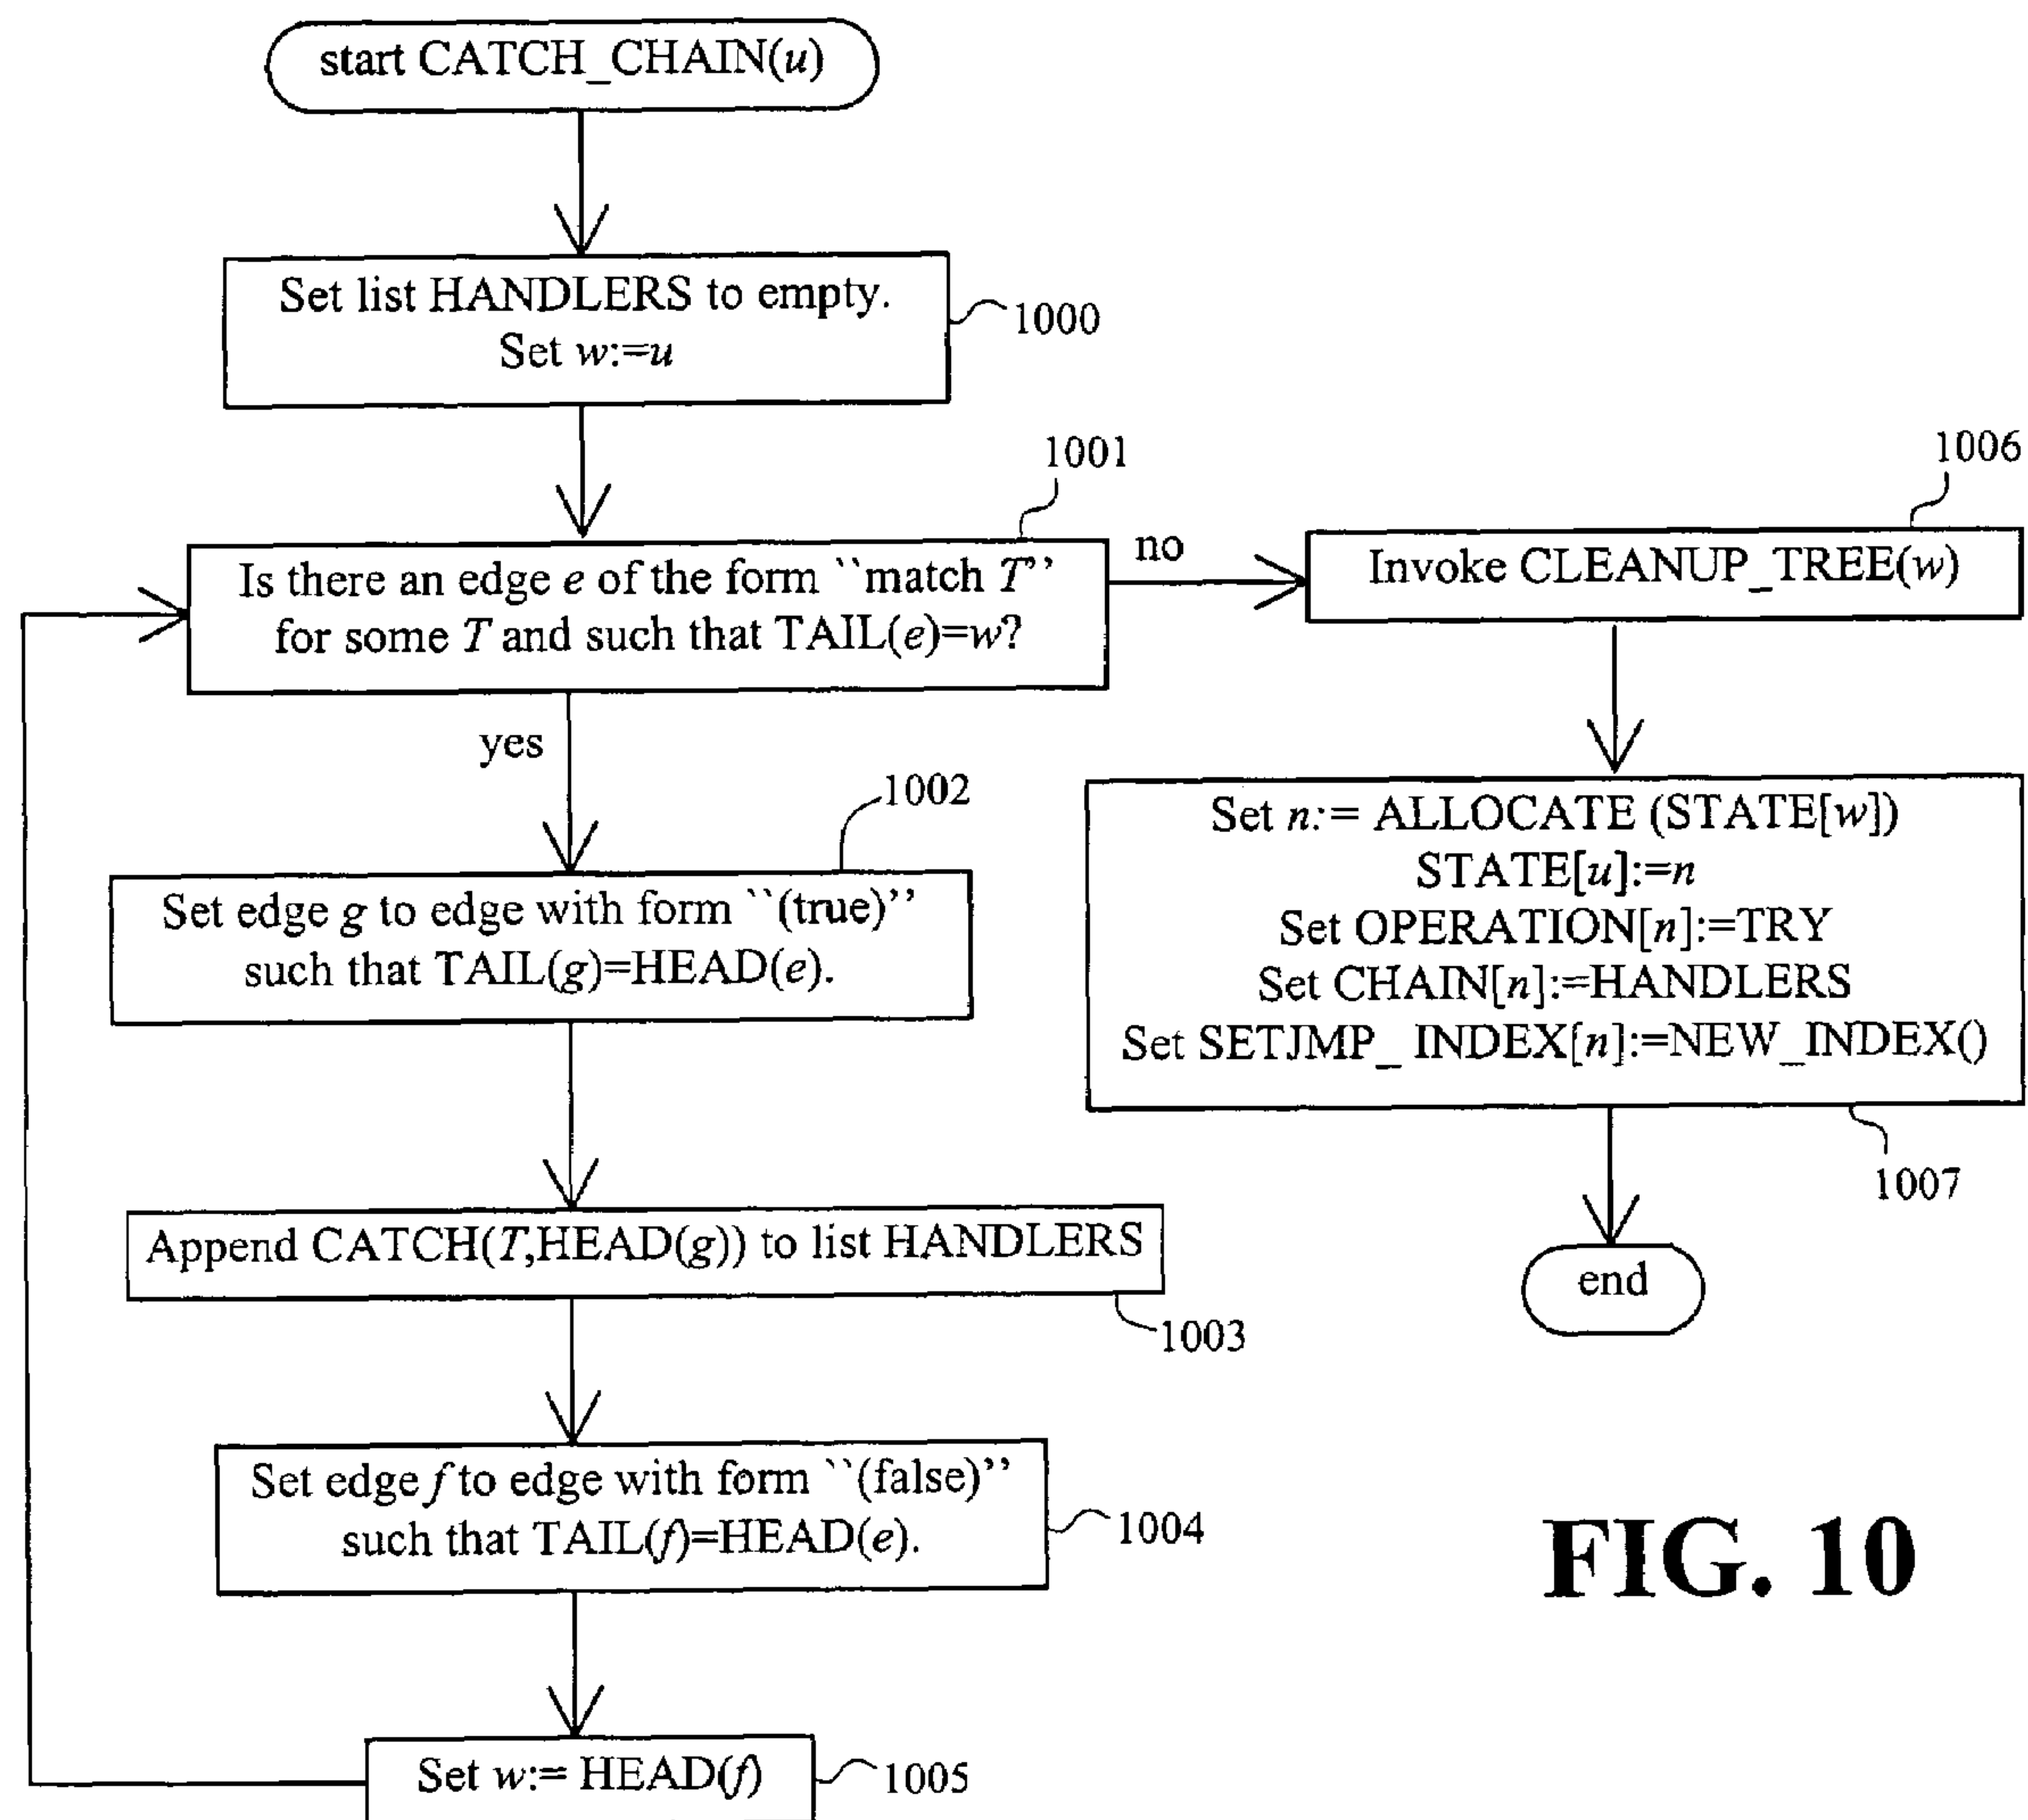 start CATCH_CHAIN(u)
Set list HANDLERS to empty.
Set w:=u
1000
1001
Is there an edge e of the form ``match T''
for some T and such that TAIL(e)=w?
no
1006
Invoke CLEANUP_TREE(w)
yes
1002
Set edge g to edge with form ``(true)''
such that TAIL(g)=HEAD(e).
Set n:= ALLOCATE (STATE[w])
STATE[u]:=n
Set OPERATION[n]:=TRY
Set CHAIN[n]:=HANDLERS
Set SETJMP_ INDEX[n]:=NEW_INDEX()
1007
Append CATCH(T,HEAD(g)) to list HANDLERS
1003
end
Set edge f to edge with form ``(false)''
such that TAIL(f)=HEAD(e).
1004
Set w:= HEAD(f)
1005
FIG. 10